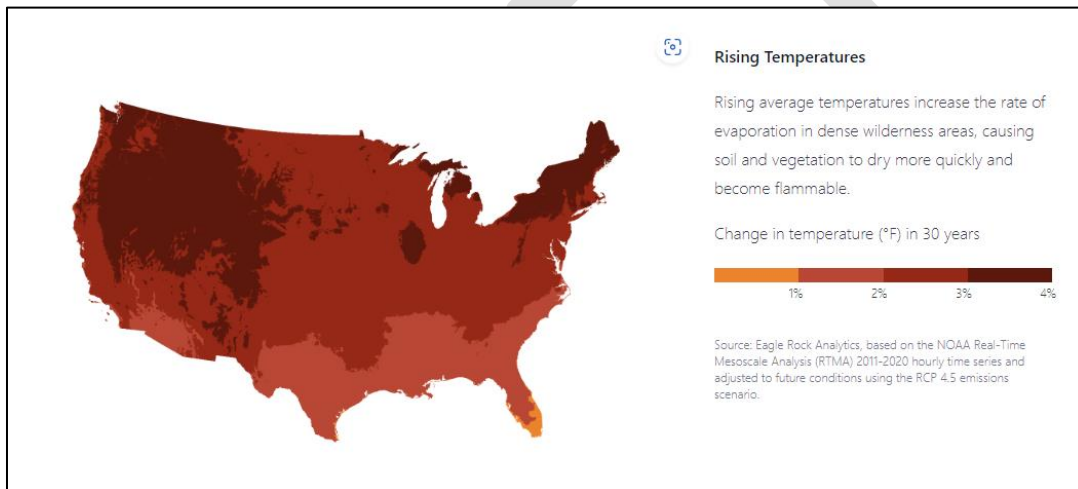 Rising Temperatures
Rising average temperatures increase the rate of
evaporation in dense wilderness areas, causing
soil and vegetation to dry more quickly and
become flammable.
Change in temperature (°F) in 30 years
1% 2% 3% 4%
Source: Eagle Rock Analytics, based on the NOAA Real-Time
Mesoscale Analysis (RTMA) 2011-2020 hourly time series and
adjusted to future conditions using the RCP 4.5 emissions
scenario.